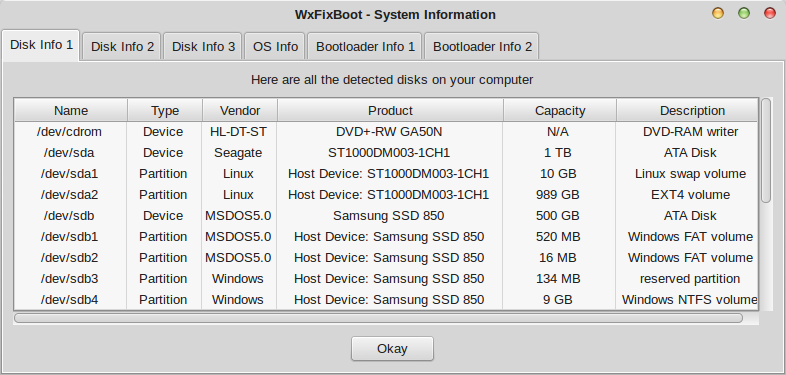 WxFixBoot - System Information
Disk Info 1 Disk Info 2 Disk Info 3 OS Info Bootloader Info 1 Bootloader Info 2
Here are all the detected disks on your computer
Name Type Vendor Product Capacity Description
/dev/cdrom Device HL-DT-ST DVD+-RW GA50N N/A DVD-RAM writer
/dev/sda Device Seagate ST1000DM003-1CH1 1 TB ATA Disk
/dev/sda1 Partition Linux Host Device: ST1000DM003-1CH1 10 GB Linux swap volume
/dev/sda2 Partition Linux Host Device: ST1000DM003-1CH1 989 GB EXT4 volume
/dev/sdb Device MSDOS5.0 Samsung SSD 850 500 GB ATA Disk
/dev/sdb1 Partition MSDOS5.0 Host Device: Samsung SSD 850 520 MB Windows FAT volume
/dev/sdb2 Partition MSDOS5.0 Host Device: Samsung SSD 850 16 MB Windows FAT volume
/dev/sdb3 Partition Windows Host Device: Samsung SSD 850 134 MB reserved partition
/dev/sdb4 Partition Windows Host Device: Samsung SSD 850 9 GB Windows NTFS volume
Okay